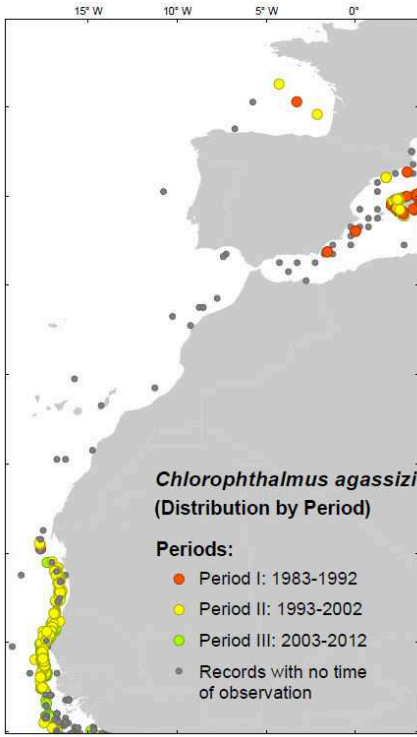 15° W 10° W 5° W 0°
Chlorophthalmus agassizi
(Distribution by Period)
Periods:
Period I: 1983-1992
Period II: 1993-2002
Period III: 2003-2012
Records with no time
of observation